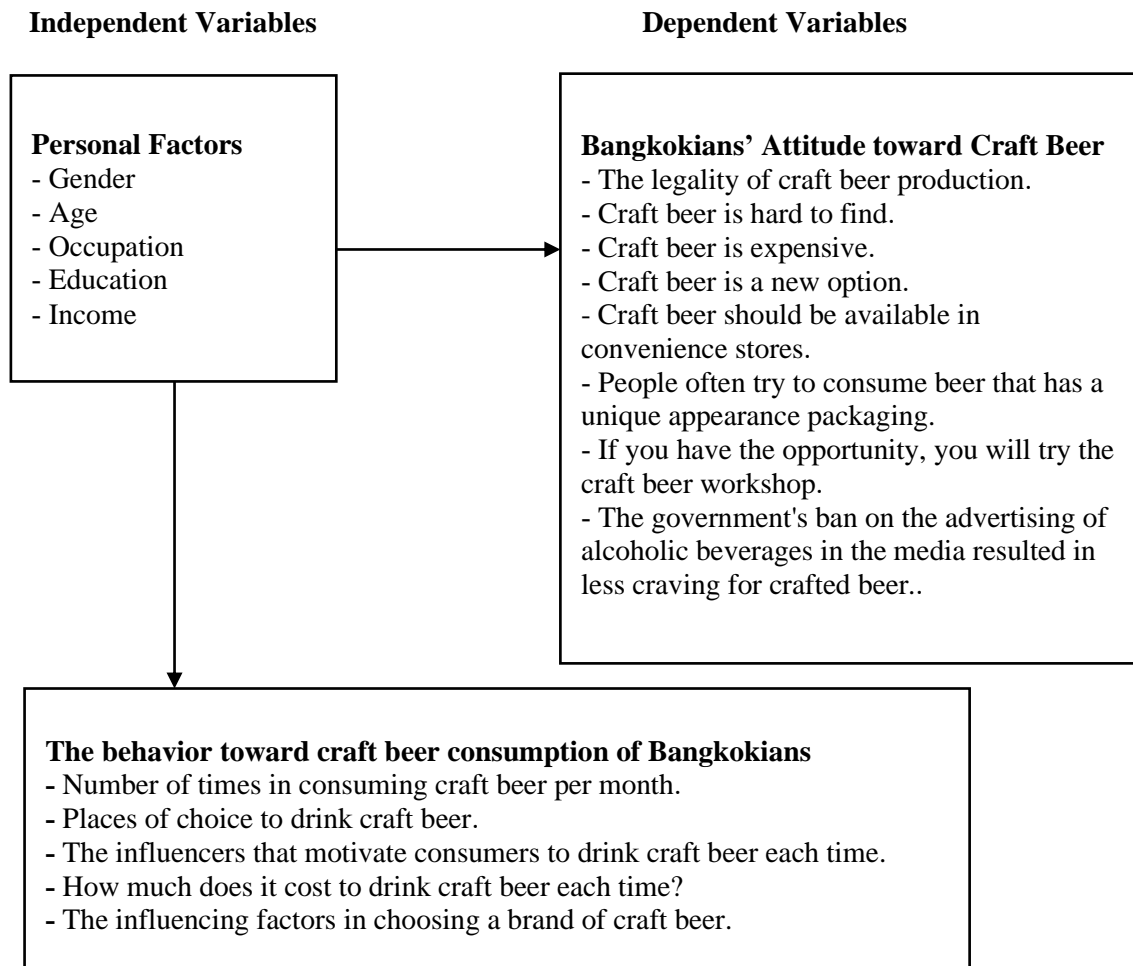 Independent Variables
Dependent Variables
Personal Factors
- Gender
- Age
- Occupation
- Education
- Income
Bangkokians’ Attitude toward Craft Beer
- The legality of craft beer production.
- Craft beer is hard to find.
- Craft beer is expensive.
- Craft beer is a new option.
- Craft beer should be available in
convenience stores.
- People often try to consume beer that has a
unique appearance packaging.
- If you have the opportunity, you will try the
craft beer workshop.
- The government's ban on the advertising of
alcoholic beverages in the media resulted in
less craving for crafted beer..
The behavior toward craft beer consumption of Bangkokians
- Number of times in consuming craft beer per month.
- Places of choice to drink craft beer.
- The influencers that motivate consumers to drink craft beer each time.
- How much does it cost to drink craft beer each time?
- The influencing factors in choosing a brand of craft beer.